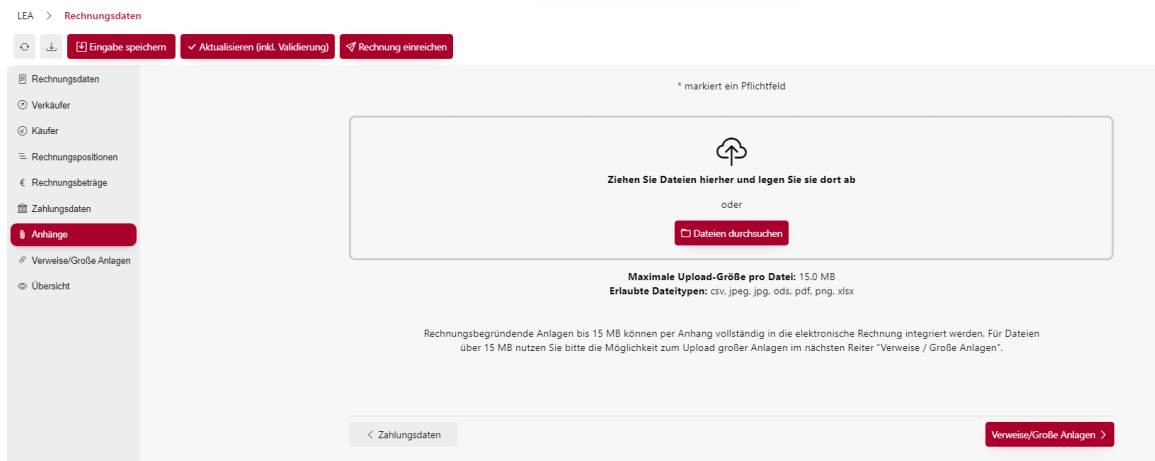 LEA > Rechnungsdaten
Eingabe speichern
Aktualisieren (inkl. Validierung)
Rechnung einreichen
Rechnungsdaten
Verkäufer
Käufer
Rechnungspositionen
€ Rechnungsbeträge
Zahlungsdaten
Anhänge
Verweise/Große Anlagen
Übersicht
* markiert ein Pflichtfeld
Ziehen Sie Dateien hierher und legen Sie sie dort ab
oder
Dateien durchsuchen
Maximale Upload-Größe pro Datei: 15.0 MB
Erlaubte Dateitypen: csv, jpeg, jpg, ods, pdf, png, xlsx
Rechnungsbegründende Anlagen bis 15 MB können per Anhang vollständig in die elektronische Rechnung integriert werden. Für Dateien
über 15 MB nutzen Sie bitte die Möglichkeit zum Upload großer Anlagen im nächsten Reiter "Verweise / Große Anlagen".
< Zahlungsdaten
Verweise/Große Anlagen >